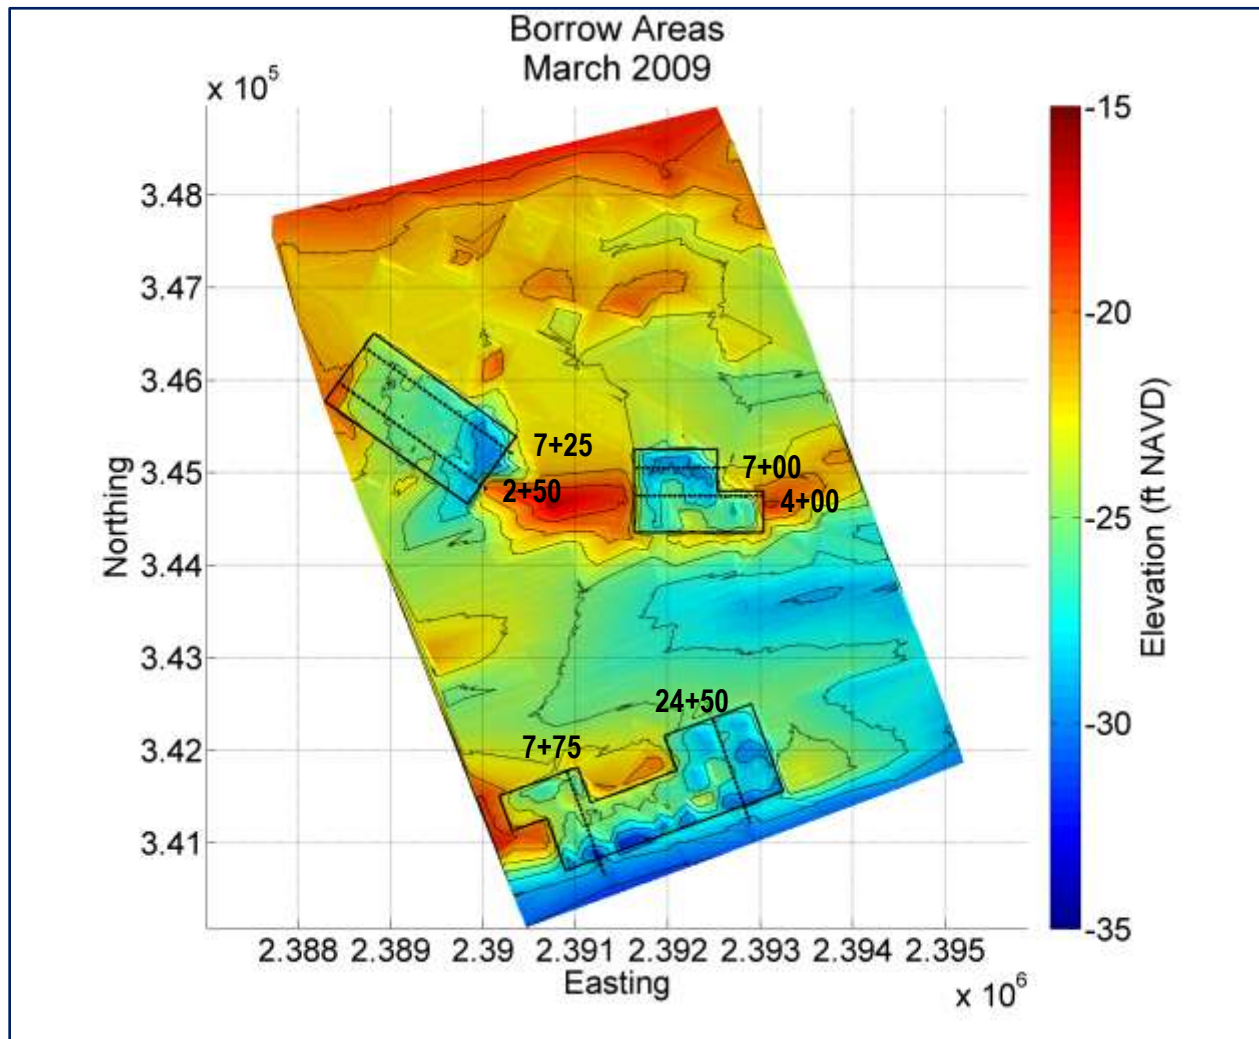 Borrow Areas
March 2009
x 10^5
-15
3.48
-20
3.47
3.46
7+25
3.45
7+00
2+50
4+00
-25
3.44
3.43
24+50
-30
7+75
3.42
3.41
-35
Northing
Elevation (ft NAVD)
2.388 2.389 2.39 2.391 2.392 2.393 2.394 2.395
Easting
x 10^6